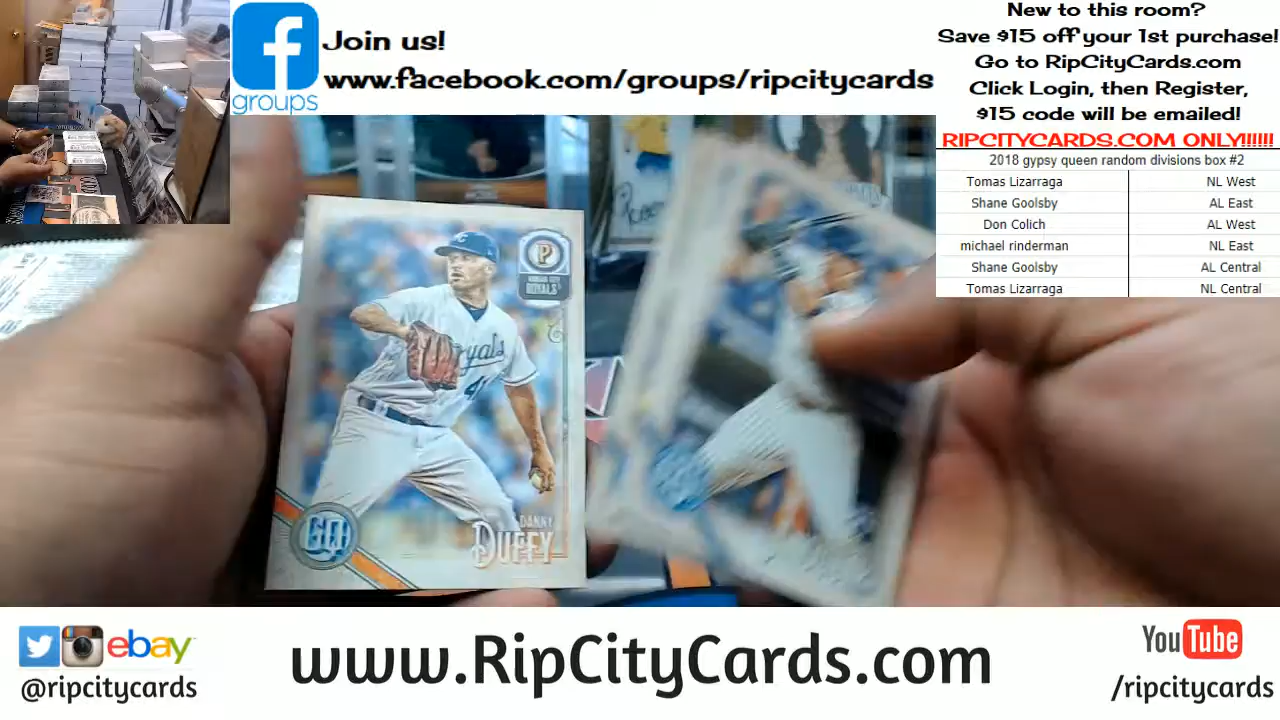 Join us!
www.facebook.com/groups/ripcitycards
groups
New to this room?
Save $15 off your 1st purchase!
Go to RipCityCards.com
Click Login, then Register,
$15 code will be emailed!
RIPCITYCARDS.COM ONLY!!!!!!
2018 gypsy queen random divisions box #2
Tomas Lizarraga NL West
Shane Goolsby AL East
Don Colich AL West
michael rinderman NL East
Shane Goolsby AL Central
Tomas Lizarraga NL Central
P
KANSAS CITY
ROYALS
GQ
DANNY
DUFFY
ebay
@ripcitycards
www.RipCityCards.com
YouTube
/ripcitycards